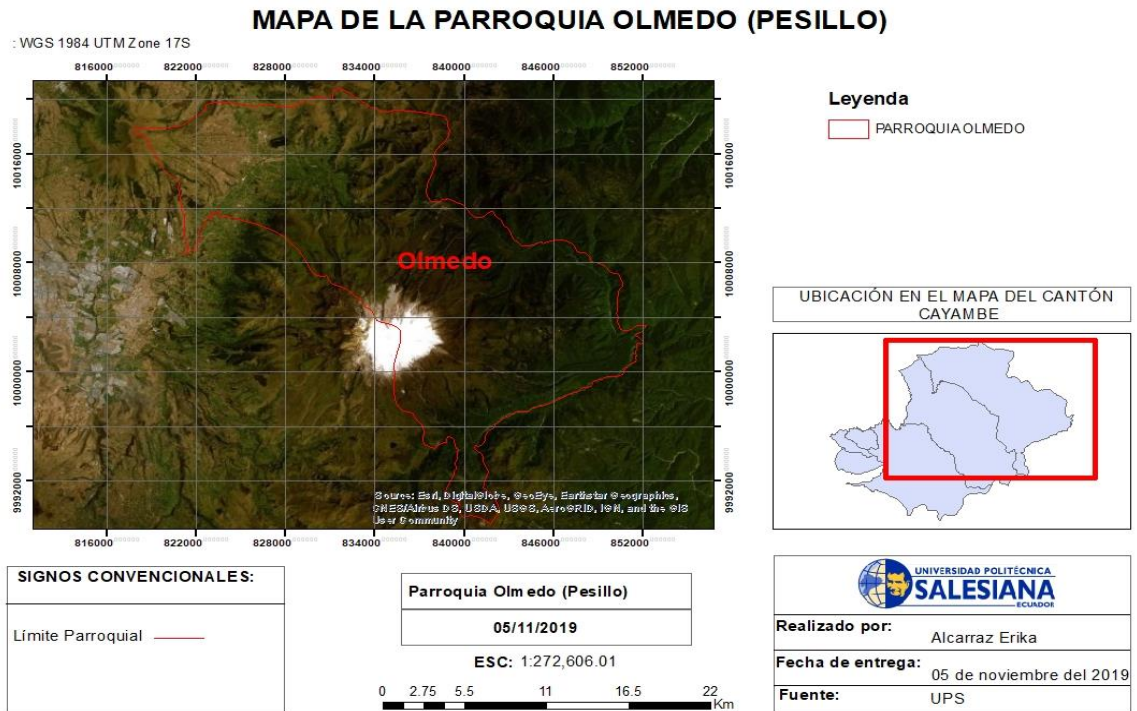 MAPA DE LA PARROQUIA OLMEDO (PESILLO)
: WGS 1984 UTM Zone 17S
816000 822000 828000 834000 840000 846000 852000
10016000
10008000
10000000
9992000
10016000
10008000
10000000
9992000
Olmedo
Source: Esri, DigitalGlobe, GeoEye, Earthstar Geographics,
CNES/Airbus DS, USDA, USGS, AeroGRID, IGN, and the GIS
User Community
816000 822000 828000 834000 840000 846000 852000
Leyenda
PARROQUIA OLMEDO
UBICACIÓN EN EL MAPA DEL CANTÓN
CAYAMBE
SIGNOS CONVENCIONALES:
Límite Parroquial
Parroquia Olmedo (Pesillo)
05/11/2019
ESC: 1:272,606.01
0 2.75 5.5 11 16.5 22
Km
UNIVERSIDAD POLITÉCNICA
SALESIANA
ECUADOR
Realizado por: Alcarraz Erika
Fecha de entrega: 05 de noviembre del 2019
Fuente: UPS